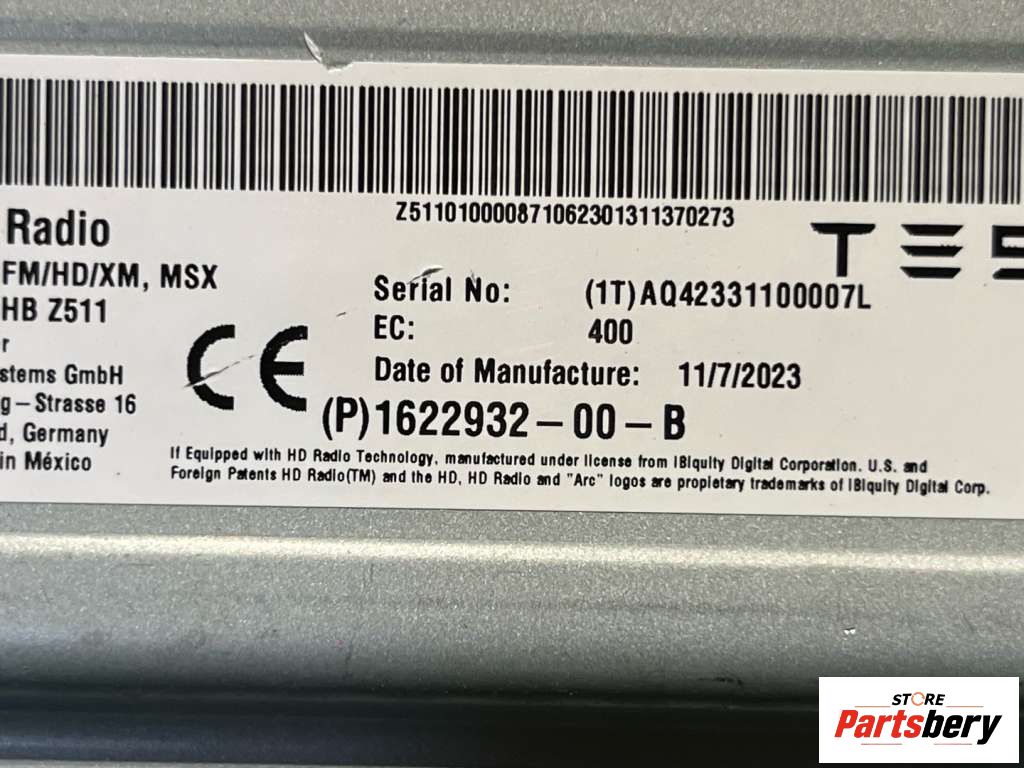 Z511010000871062301311370273
Radio
FM/HD/XM, MSX
HB Z511
r
stems GmbH
g-Strasse 16
d, Germany
in México
CE
TES
Serial No: (1T)AQ42331100007L
EC: 400
Date of Manufacture: 11/7/2023
(P)1622932-00-B
If Equipped with HD Radio Technology, manufactured under license from iBiquity Digital Corporation. U.S. and
Foreign Patents HD Radio(TM) and the HD, HD Radio and "Arc" logos are propietary trademarks of iBiquity Digital Corp.
STORE
Partsbery